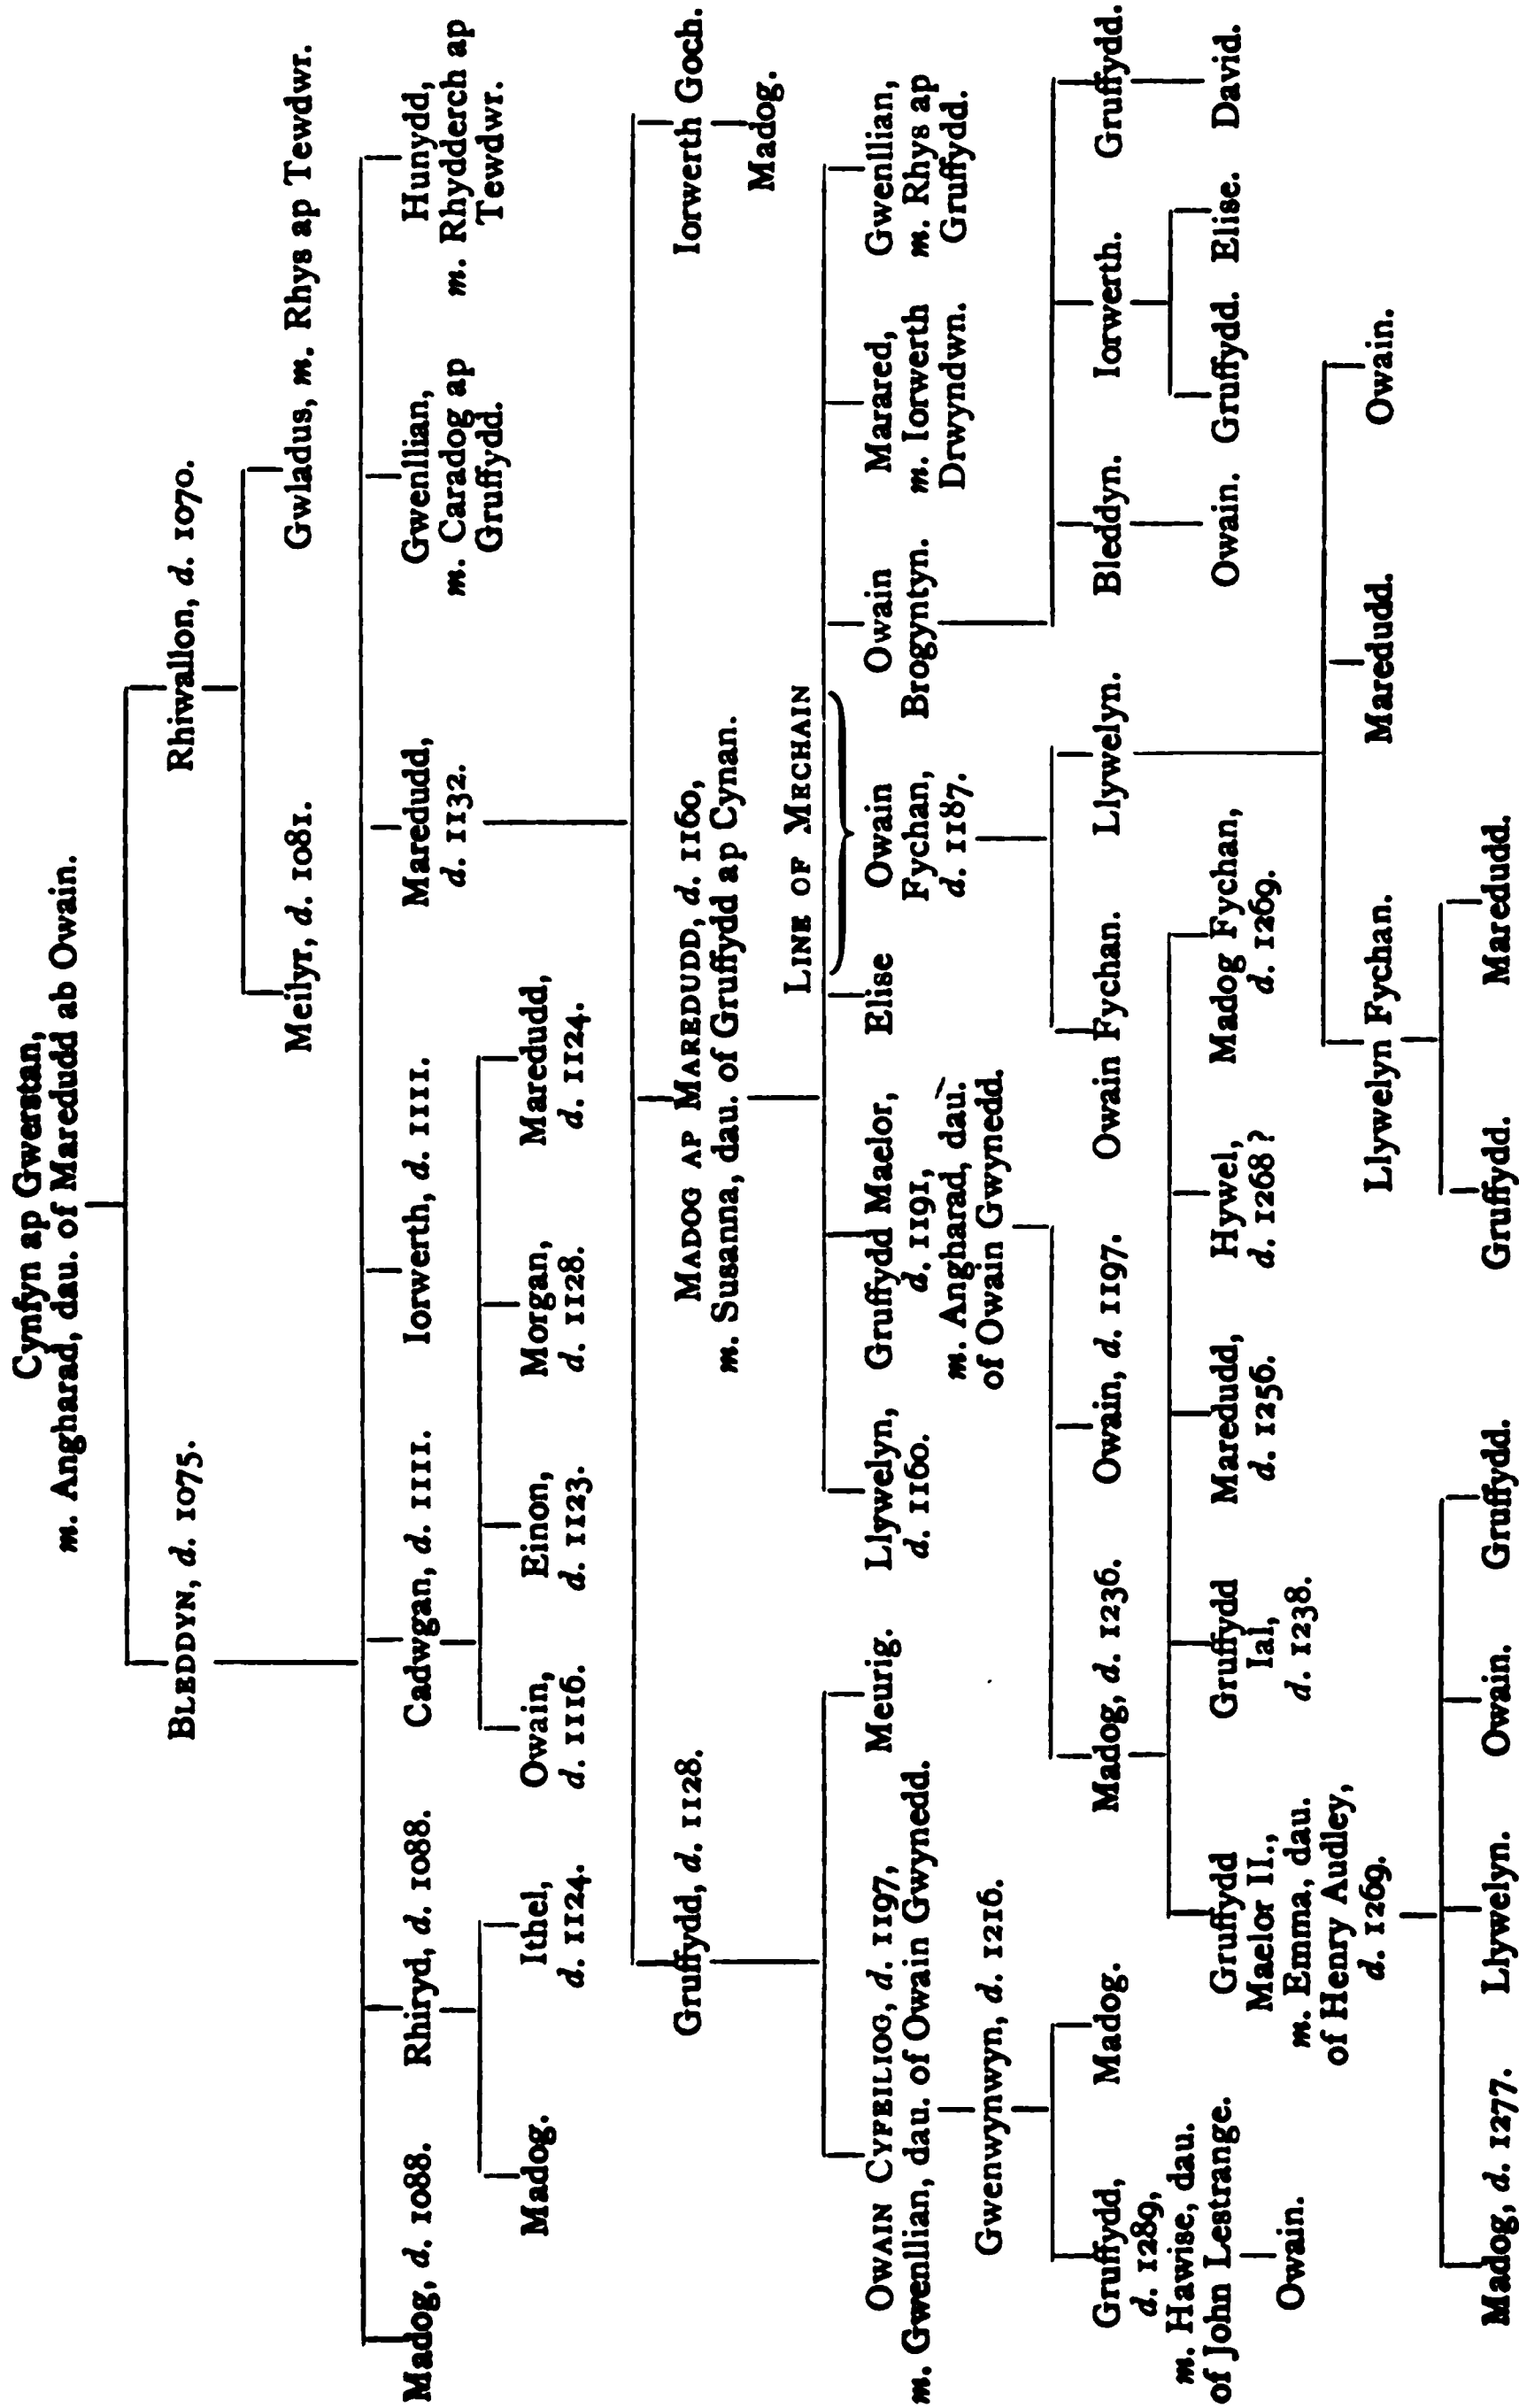 Cynfyn ap Gwerstan,
m. Angharad, dau. of Maredudd ab Owain.
BLEDDYN, d. 1075.
Rhiwallon, d. 1070.
Meilyr, d. 1081.
Gwladus, m. Rhys ap Tewdwr.
Madog, d. 1088.
Rhiryd, d. 1088.
Cadwgan, d. 1111.
Iorwerth, d. 1111.
Maredudd,
d. 1132.
Gwenllian,
m. Caradog ap
Gruffydd.
Hunydd,
m. Rhydderch ap
Tewdwr.
Madog.
Ithel,
d. 1124.
Owain,
d. 1116.
Einon,
d. 1123.
Morgan,
d. 1128.
Maredudd,
d. 1124.
Gruffydd, d. 1128.
MADOG AP MAREDUDD, d. 1160,
m. Susanna, dau. of Gruffydd ap Cynan.
Iorwerth Goch.
Madog.
LINE OF MECHAIN
OWAIN CYFEILIOG, d. 1197,
m. Gwenllian, dau. of Owain Gwynedd.
Meurig.
Llywelyn,
d. 1160.
Gruffydd Maelor,
d. 1191,
m. Angharad, dau.
of Owain Gwynedd.
Elise
Owain
Fychan,
d. 1187.
Owain
Brogyntyn.
Marared,
m. Iorwerth
Drwyndwn.
Gwenllian,
m. Rhys ap
Gruffydd.
Gwenwynwyn, d. 1216.
Gruffydd,
d. 1289,
m. Hawise, dau.
of John Lestrange.
Madog.
Madog, d. 1236.
Owain, d. 1197.
Owain Fychan.
Llywelyn.
Bleddyn.
Iorwerth.
Gruffydd.
Owain.
Gruffydd
Maelor II.,
m. Emma, dau.
of Henry Audley,
d. 1269.
Gruffydd
Ial,
d. 1238.
Maredudd,
d. 1256.
Hywel,
d. 1268?
Madog Fychan,
d. 1269.
Owain.
Gruffydd.
Elise.
David.
Llywelyn Fychan.
Maredudd.
Owain.
Madog, d. 1277.
Llywelyn.
Owain.
Gruffydd.
Gruffydd.
Maredudd.